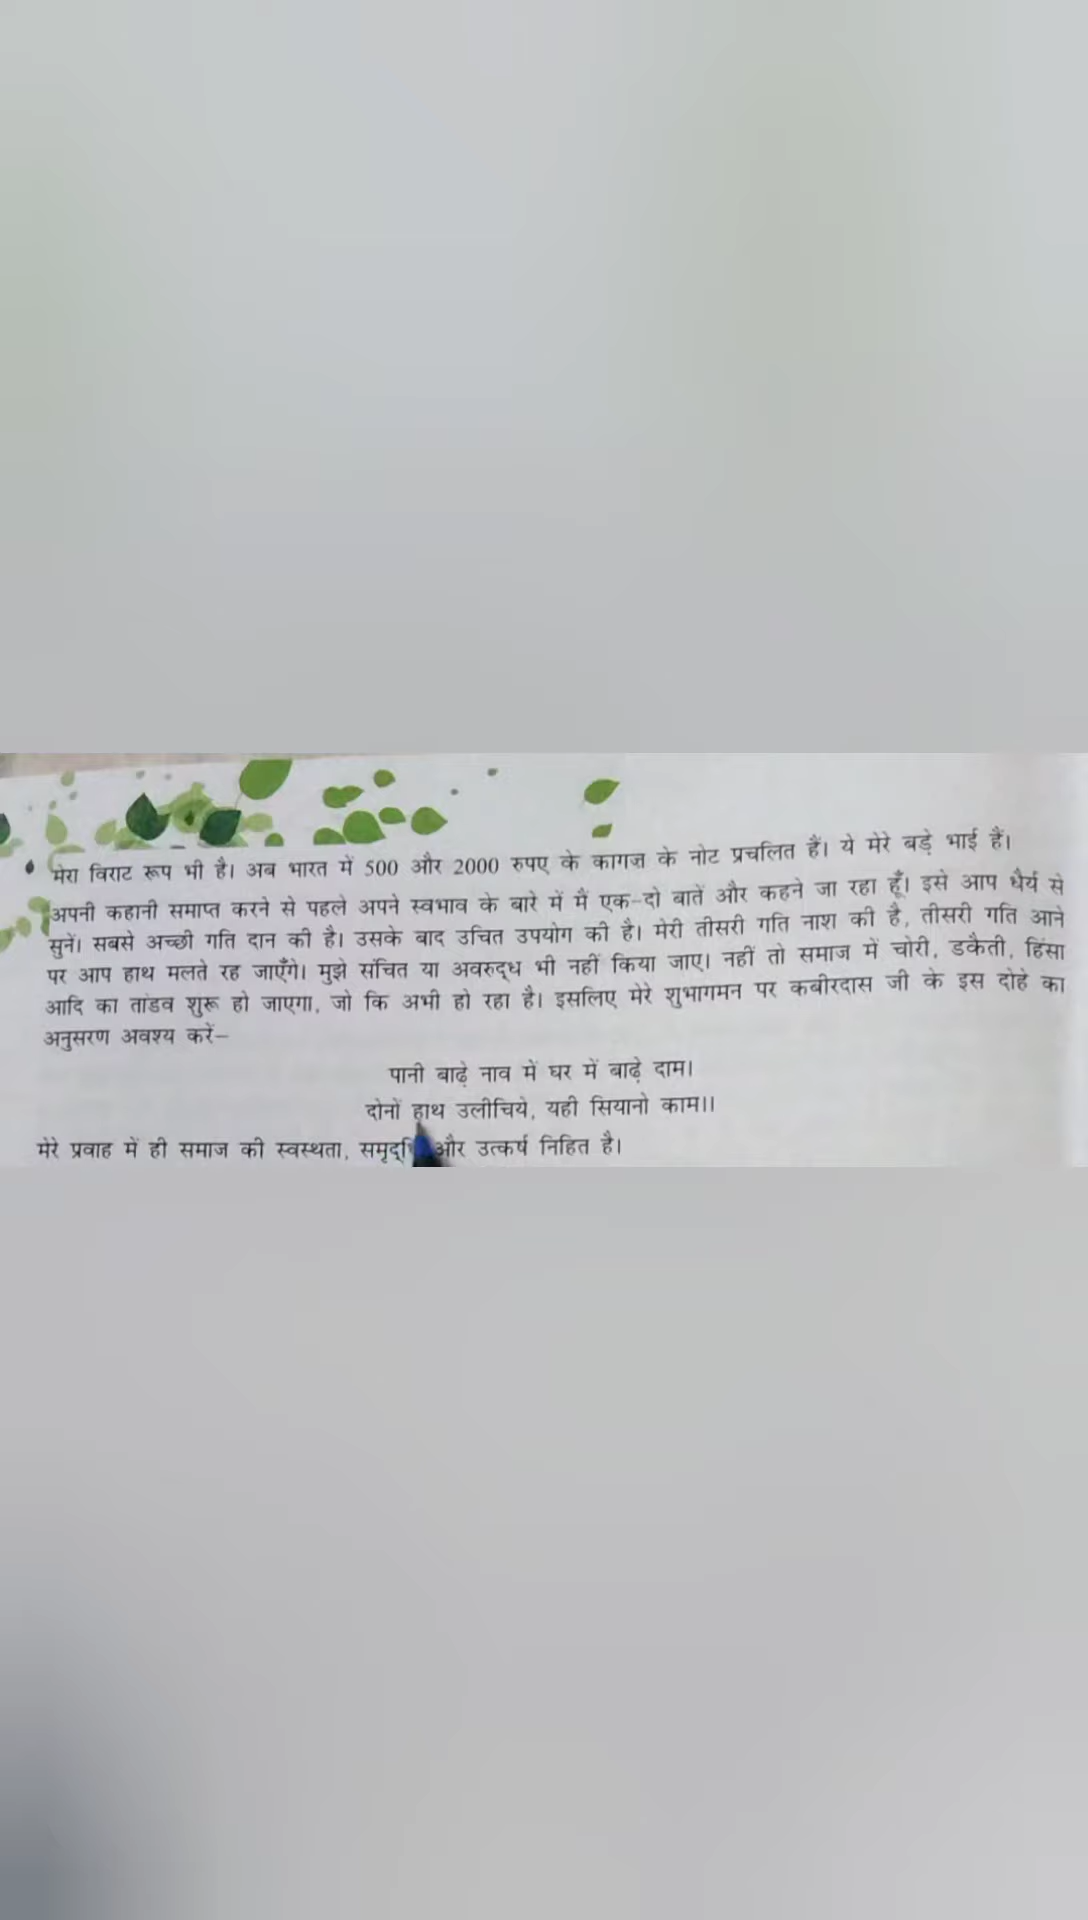 मेरा विराट रूप भी है। अब भारत में 500 और 2000 रुपए के कागज़ के नोट प्रचलित हैं। ये मेरे बड़े भाई हैं।
अपनी कहानी समाप्त करने से पहले अपने स्वभाव के बारे में मैं एक-दो बातें और कहने जा रहा हूँ। इसे आप धैर्य से
सुनें। सबसे अच्छी गति दान की है। उसके बाद उचित उपयोग की है। मेरी तीसरी गति नाश की है, तीसरी गति आने
पर आप हाथ मलते रह जाएँगे। मुझे संचित या अवरुद्ध भी नहीं किया जाए। नहीं तो समाज में चोरी, डकैती, हिंसा
आदि का तांडव शुरू हो जाएगा, जो कि अभी हो रहा है। इसलिए मेरे शुभागमन पर कबीरदास जी के इस दोहे का
अनुसरण अवश्य करें–
पानी बाढ़े नाव में घर में बाढ़े दाम।
दोनों हाथ उलीचिये, यही सियानो काम।।
मेरे प्रवाह में ही समाज की स्वस्थता, समृद्धि और उत्कर्ष निहित है।